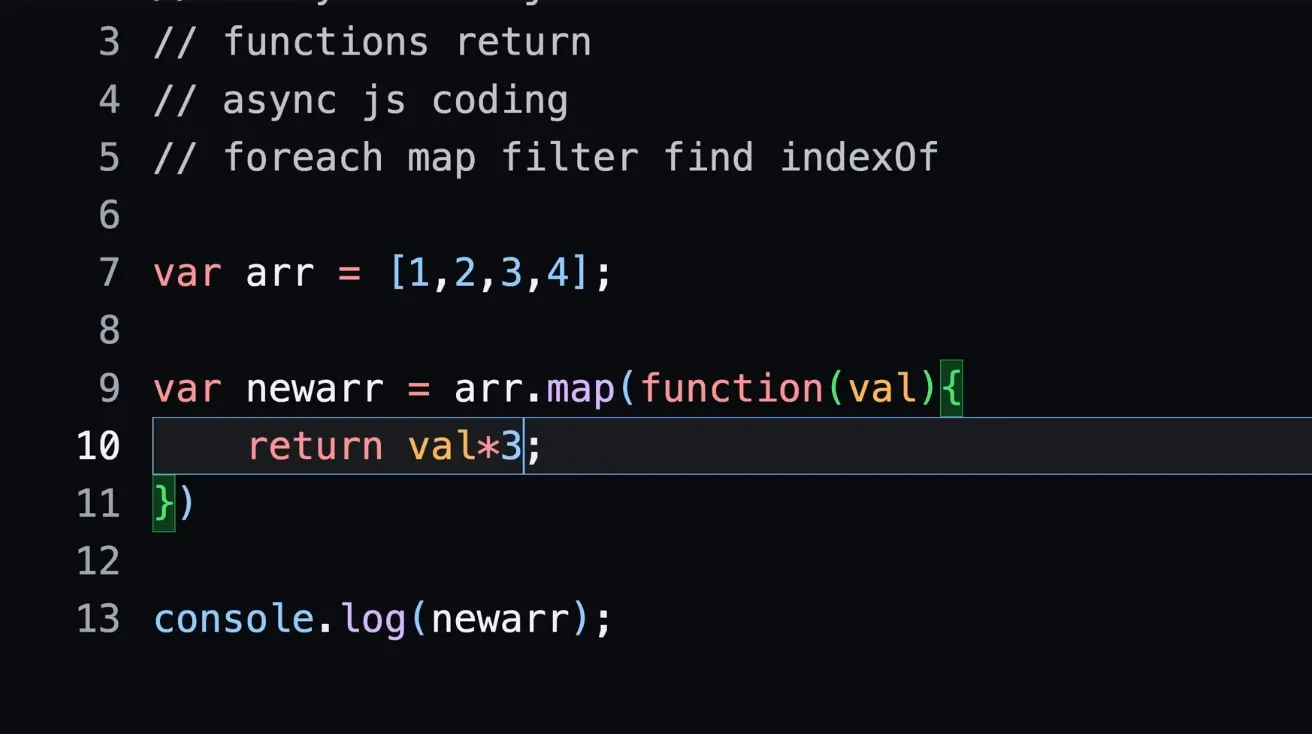 3 // functions return
4 // async js coding
5 // foreach map filter find indexOf
6
7 var arr = [1,2,3,4];
8
9 var newarr = arr.map(function(val){
10     return val*3;
11 })
12
13 console.log(newarr);